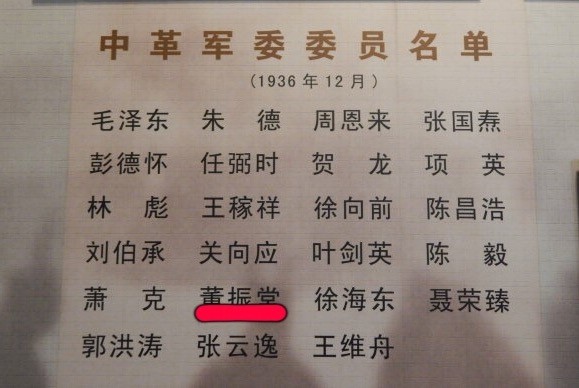 中革军委委员名单
(1936年12月)
毛泽东 朱 德 周恩来 张国焘
彭德怀 任弼时 贺 龙 项 英
林 彪 王稼祥 徐向前 陈昌浩
刘伯承 关向应 叶剑英 陈 毅
萧 克 董振堂 徐海东 聂荣臻
郭洪涛 张云逸 王维舟